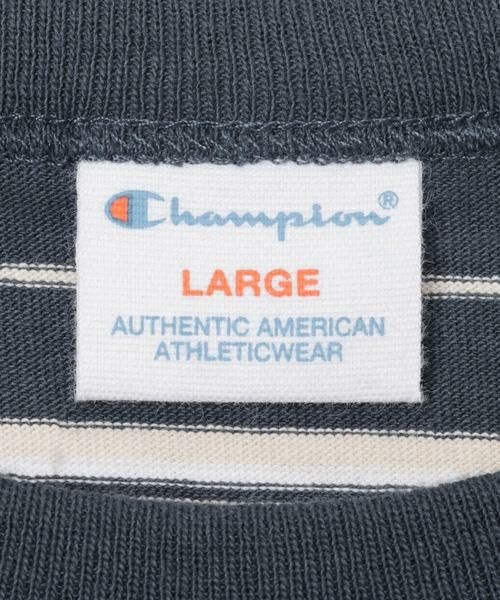 Champion®
LARGE
AUTHENTIC AMERICAN
ATHLETICWEAR